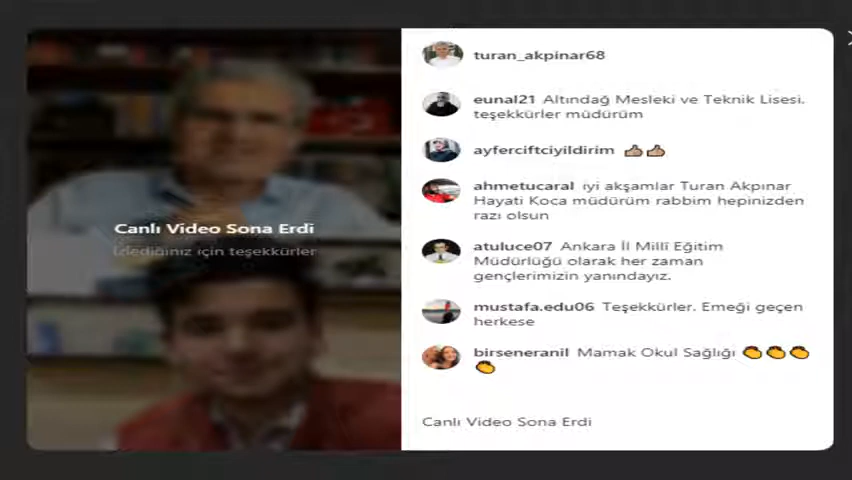 turan_akpinar68
eunal21 Altındağ Mesleki ve Teknik Lisesi.
teşekkürler müdürüm
ayferciftciyildirim
ahmetucaral iyi akşamlar Turan Akpınar
Hayati Koca müdürüm rabbim hepinizden
razı olsun
atuluce07 Ankara İl Millî Eğitim
Müdürlüğü olarak her zaman
gençlerimizin yanındayız.
mustafa.edu06 Teşekkürler. Emeği geçen
herkese
birseneranil Mamak Okul Sağlığı 👏👏👏
👏
Canlı Video Sona Erdi
Canlı Video Sona Erdi
İzlediğiniz için teşekkürler